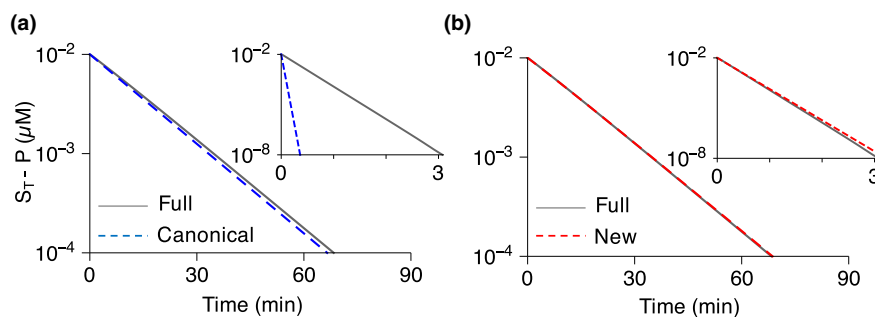 (a)
10⁻²
10⁻³
10⁻⁴
S_T - P (µM)
0
30
60
90
Time (min)
Full
Canonical
10⁻²
10⁻⁸
0
3
(b)
10⁻²
10⁻³
10⁻⁴
0
30
60
90
Time (min)
Full
New
10⁻²
10⁻⁸
0
3